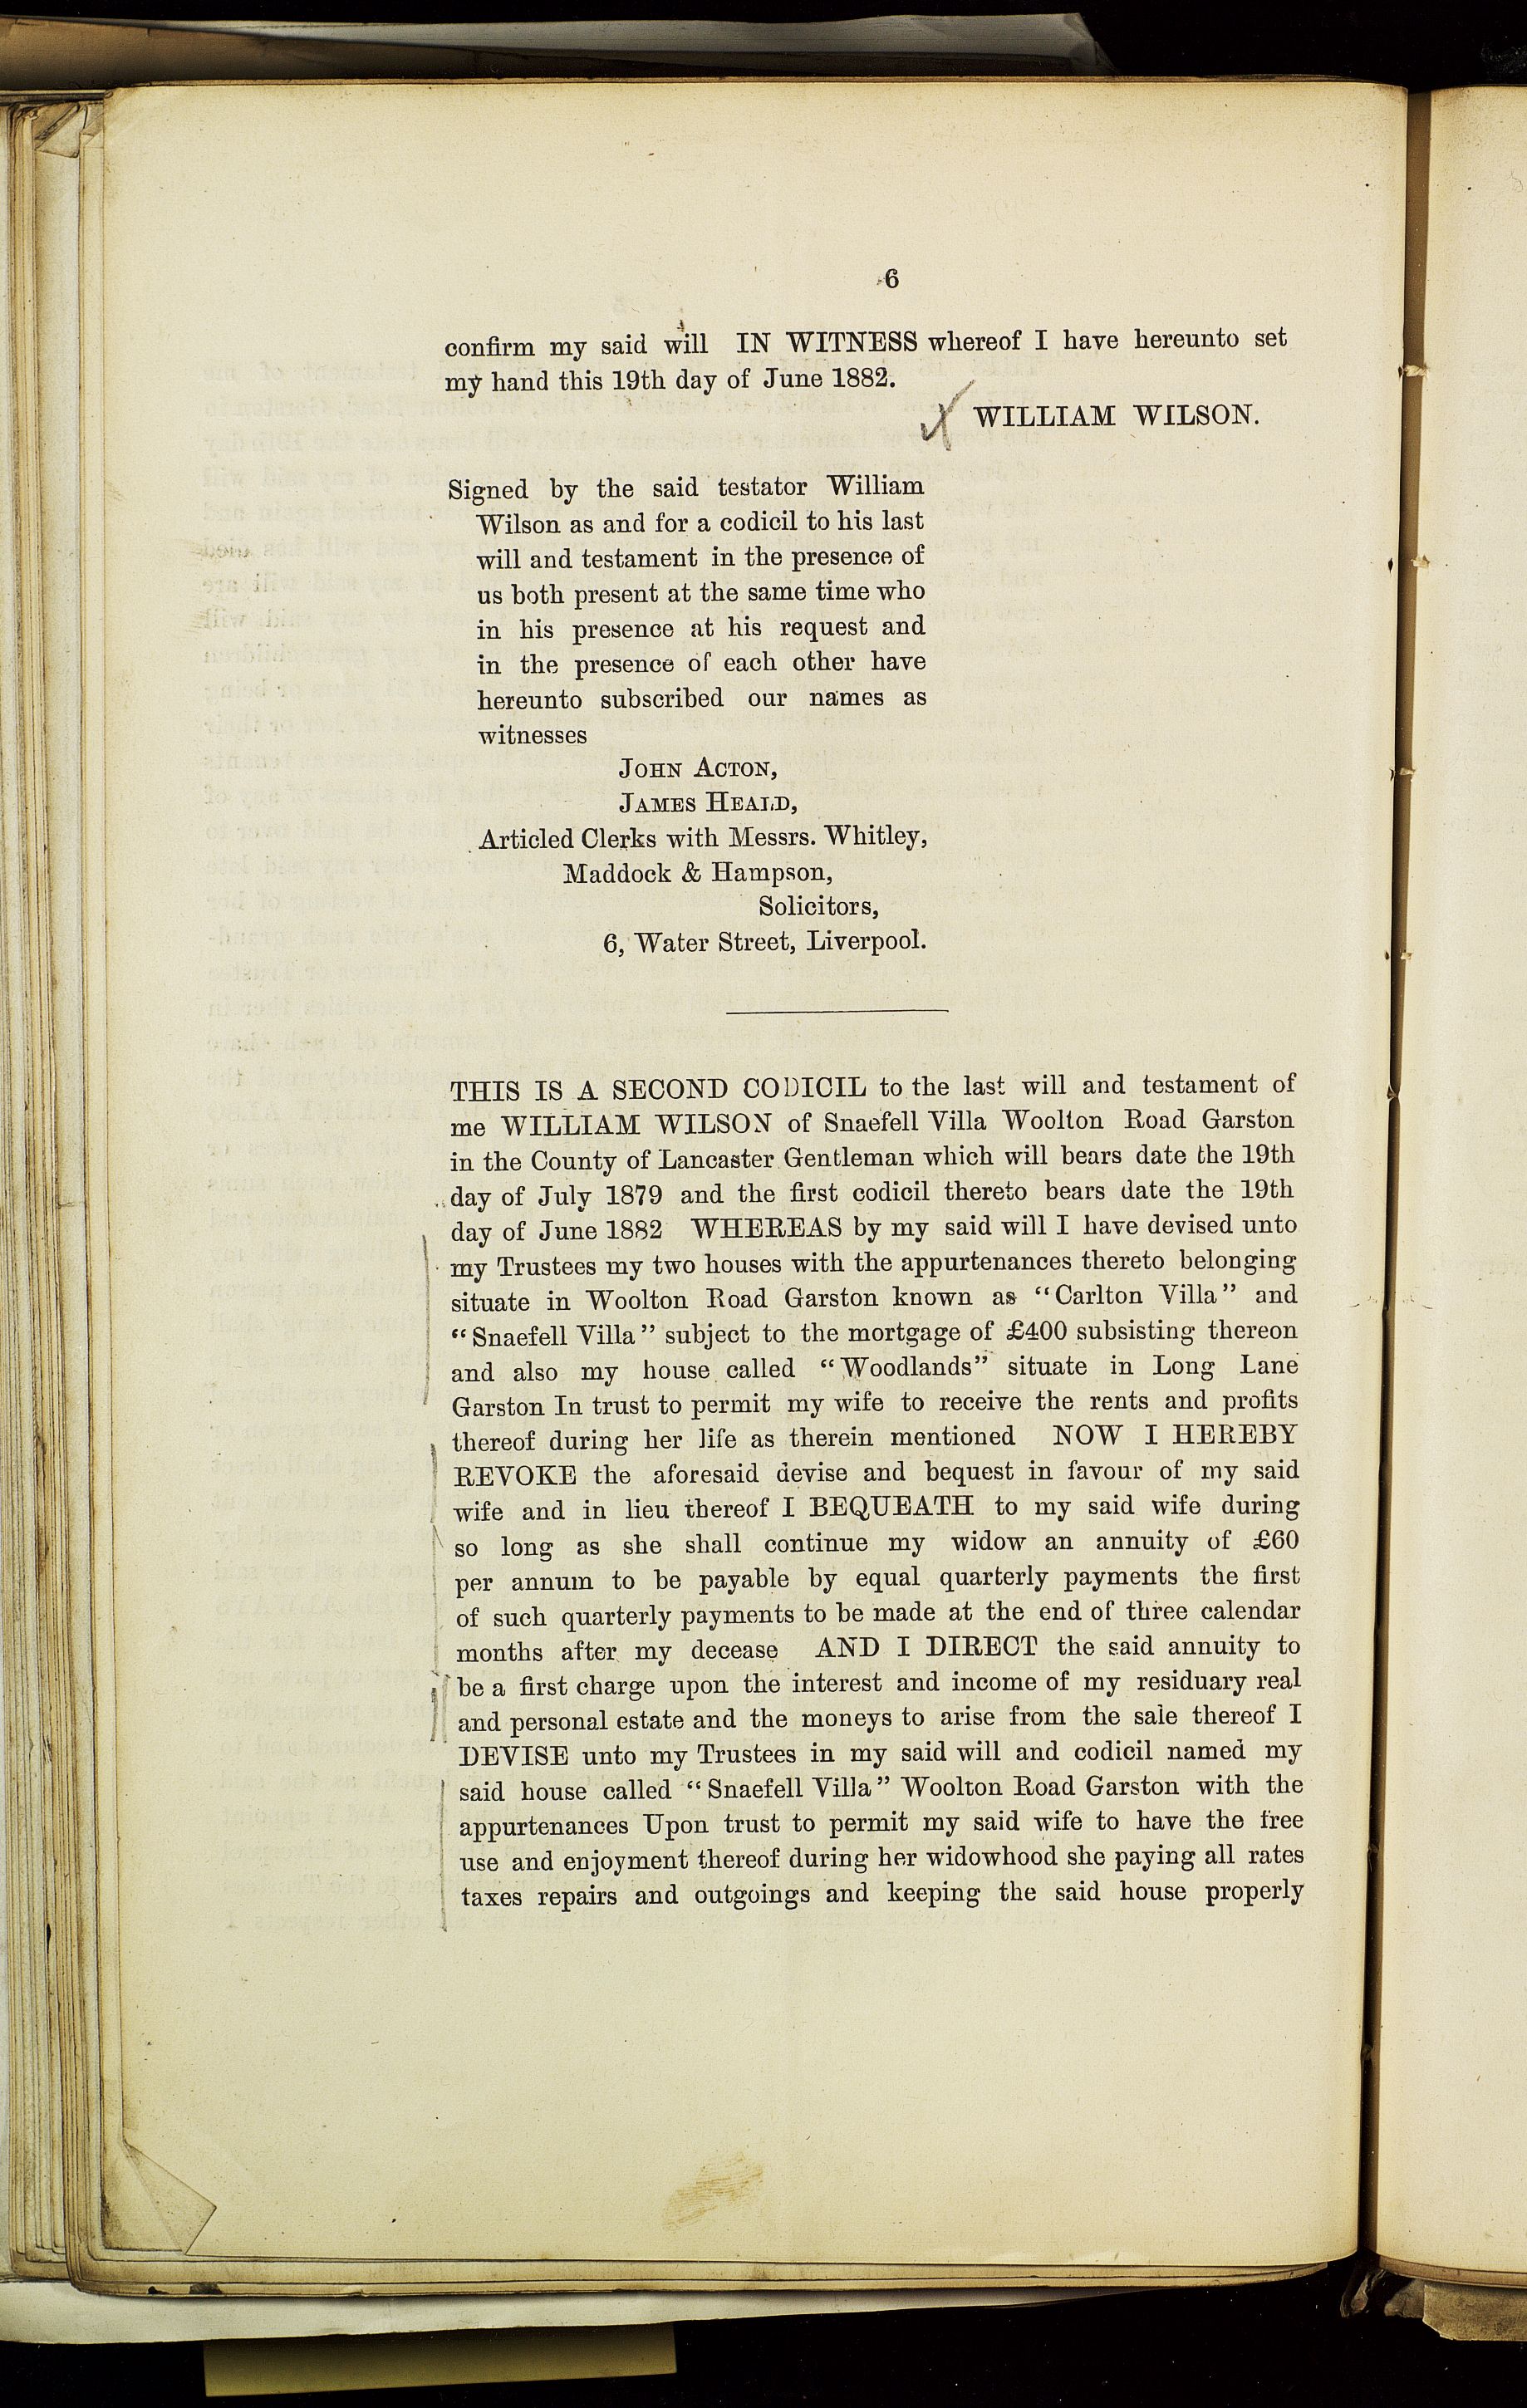 6
confirm my said will IN WITNESS whereof I have hereunto set
my hand this 19th day of June 1882.
WILLIAM WILSON.
Signed by the said testator William
Wilson as and for a codicil to his last
will and testament in the presence of
us both present at the same time who
in his presence at his request and
in the presence of each other have
hereunto subscribed our names as
witnesses
JOHN ACTON,
JAMES HEALD,
Articled Clerks with Messrs. Whitley,
Maddock & Hampson,
Solicitors,
6, Water Street, Liverpool.
THIS IS A SECOND CODICIL to the last will and testament of
me WILLIAM WILSON of Snaefell Villa Woolton Road Garston
in the County of Lancaster Gentleman which will bears date the 19th
day of July 1879 and the first codicil thereto bears date the 19th
day of June 1882 WHEREAS by my said will I have devised unto
my Trustees my two houses with the appurtenances thereto belonging
situate in Woolton Road Garston known as “Carlton Villa” and
“Snaefell Villa” subject to the mortgage of £400 subsisting thereon
and also my house called “Woodlands” situate in Long Lane
Garston In trust to permit my wife to receive the rents and profits
thereof during her life as therein mentioned NOW I HEREBY
REVOKE the aforesaid devise and bequest in favour of my said
wife and in lieu thereof I BEQUEATH to my said wife during
so long as she shall continue my widow an annuity of £60
per annum to be payable by equal quarterly payments the first
of such quarterly payments to be made at the end of three calendar
months after my decease AND I DIRECT the said annuity to
be a first charge upon the interest and income of my residuary real
and personal estate and the moneys to arise from the sale thereof I
DEVISE unto my Trustees in my said will and codicil named my
said house called “Snaefell Villa” Woolton Road Garston with the
appurtenances Upon trust to permit my said wife to have the free
use and enjoyment thereof during her widowhood she paying all rates
taxes repairs and outgoings and keeping the said house properly